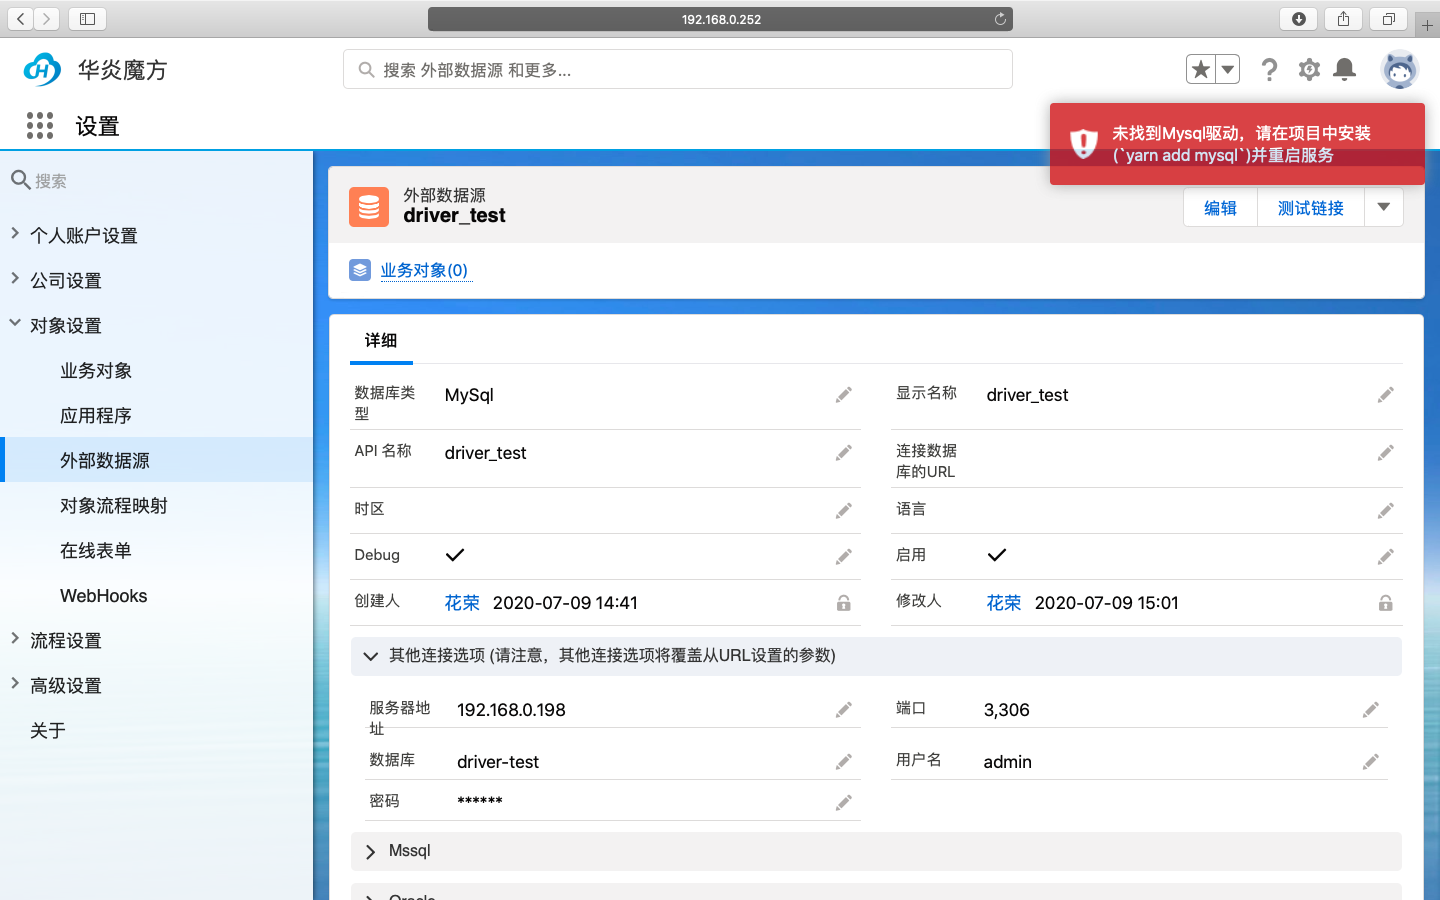 192.168.0.252
华炎魔方
搜索 外部数据源 和更多...
设置
未找到Mysql驱动，请在项目中安装
(`yarn add mysql`)并重启服务
搜索
个人账户设置
公司设置
对象设置
业务对象
应用程序
外部数据源
对象流程映射
在线表单
WebHooks
流程设置
高级设置
关于
外部数据源
driver_test
编辑
测试链接
业务对象(0)
详细
数据库类
型
MySql
显示名称
driver_test
API 名称
driver_test
连接数据
库的URL
时区
语言
Debug
启用
创建人
花荣 2020-07-09 14:41
修改人
花荣 2020-07-09 15:01
其他连接选项 (请注意，其他连接选项将覆盖从URL设置的参数)
服务器地
址
192.168.0.198
端口
3,306
数据库
driver-test
用户名
admin
密码
******
Mssql
Oracle